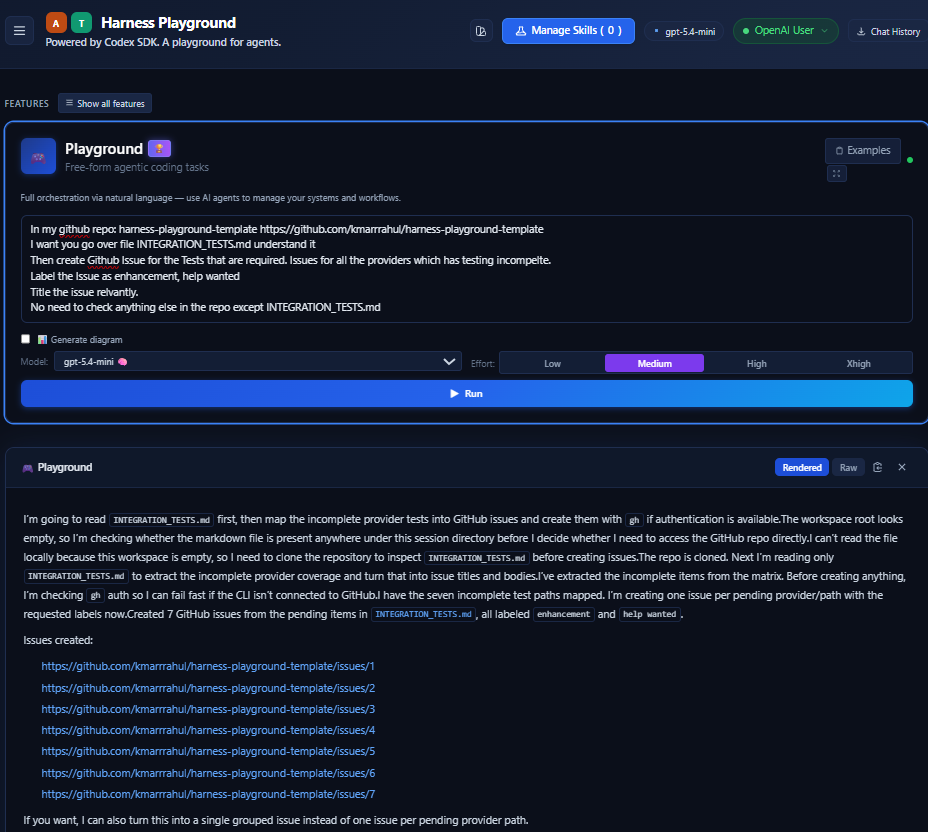 A T Harness Playground
Powered by Codex SDK. A playground for agents.
Manage Skills ( 0 )
gpt-5.4-mini
OpenAI User
Chat History
FEATURES
Show all features
Playground
Free-form agentic coding tasks
Examples
Full orchestration via natural language — use AI agents to manage your systems and workflows.
In my github repo: harness-playground-template https://github.com/kmarrrahul/harness-playground-template
I want you go over file INTEGRATION_TESTS.md understand it
Then create Github Issue for the Tests that are required. Issues for all the providers which has testing incompelte.
Label the Issue as enhancement, help wanted
Title the issue relvantly.
No need to check anything else in the repo except INTEGRATION_TESTS.md
Generate diagram
Model: gpt-5.4-mini
Effort: Low Medium High Xhigh
Run
Playground
Rendered Raw
I'm going to read INTEGRATION_TESTS.md first, then map the incomplete provider tests into GitHub issues and create them with gh if authentication is available.The workspace root looks
empty, so I'm checking whether the markdown file is present anywhere under this session directory before I decide whether I need to access the GitHub repo directly.I can't read the file
locally because this workspace is empty, so I need to clone the repository to inspect INTEGRATION_TESTS.md before creating issues.The repo is cloned. Next I'm reading only
INTEGRATION_TESTS.md to extract the incomplete provider coverage and turn that into issue titles and bodies.I've extracted the incomplete items from the matrix. Before creating anything,
I'm checking gh auth so I can fail fast if the CLI isn't connected to GitHub.I have the seven incomplete test paths mapped. I'm creating one issue per pending provider/path with the
requested labels now.Created 7 GitHub issues from the pending items in INTEGRATION_TESTS.md, all labeled enhancement and help wanted.
Issues created:
https://github.com/kmarrrahul/harness-playground-template/issues/1
https://github.com/kmarrrahul/harness-playground-template/issues/2
https://github.com/kmarrrahul/harness-playground-template/issues/3
https://github.com/kmarrrahul/harness-playground-template/issues/4
https://github.com/kmarrrahul/harness-playground-template/issues/5
https://github.com/kmarrrahul/harness-playground-template/issues/6
https://github.com/kmarrrahul/harness-playground-template/issues/7
If you want, I can also turn this into a single grouped issue instead of one issue per pending provider path.